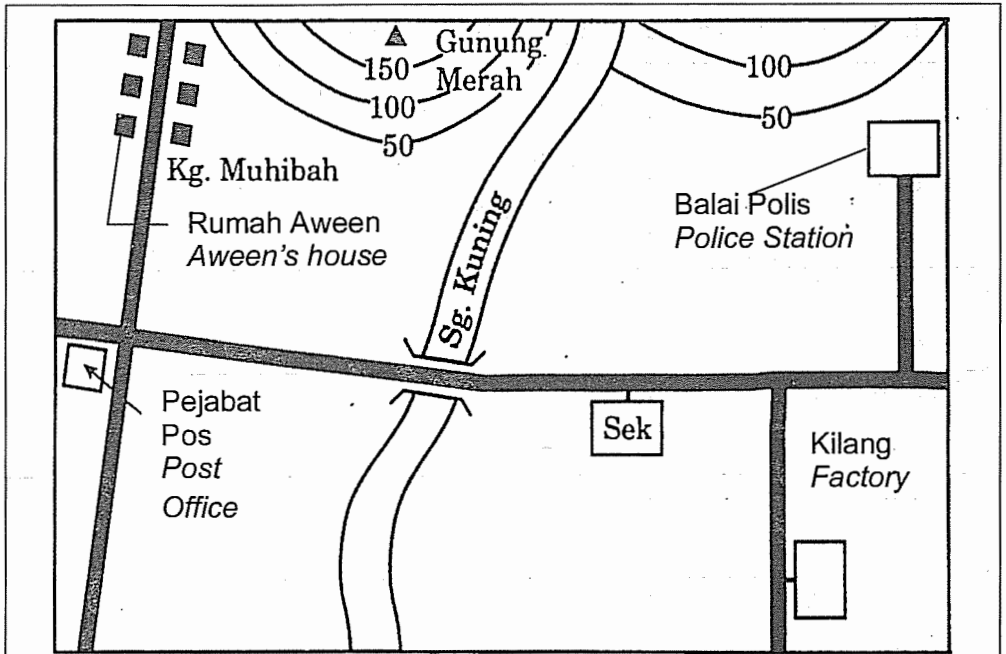 Gunung
150
Merah
100
100
50
50
Kg. Muhibah
Rumah Aween
Aween's house
Balai Polis
Police Station
Sg. Kuning
Pejabat
Pos
Post
Office
Sek
Kilang
Factory